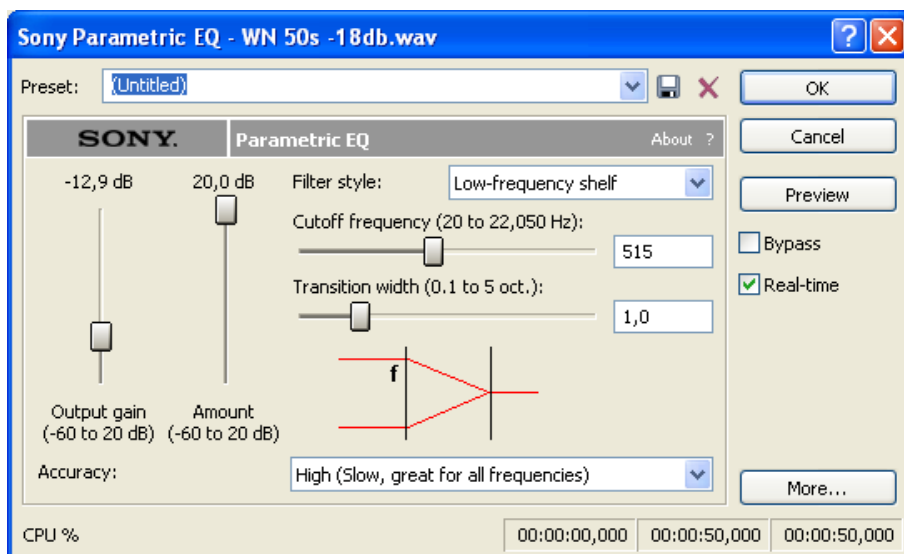 Sony Parametric EQ - WN 50s -18db.wav
Preset: (Untitled)
OK
SONY. Parametric EQ About ?
Cancel
-12,9 dB 20,0 dB Filter style: Low-frequency shelf
Preview
Cutoff frequency (20 to 22,050 Hz):
515
Bypass
Transition width (0.1 to 5 oct.):
1,0
Real-time
f
Output gain
(-60 to 20 dB)
Amount
(-60 to 20 dB)
Accuracy: High (Slow, great for all frequencies)
More...
CPU % 00:00:00,000 00:00:50,000 00:00:50,000